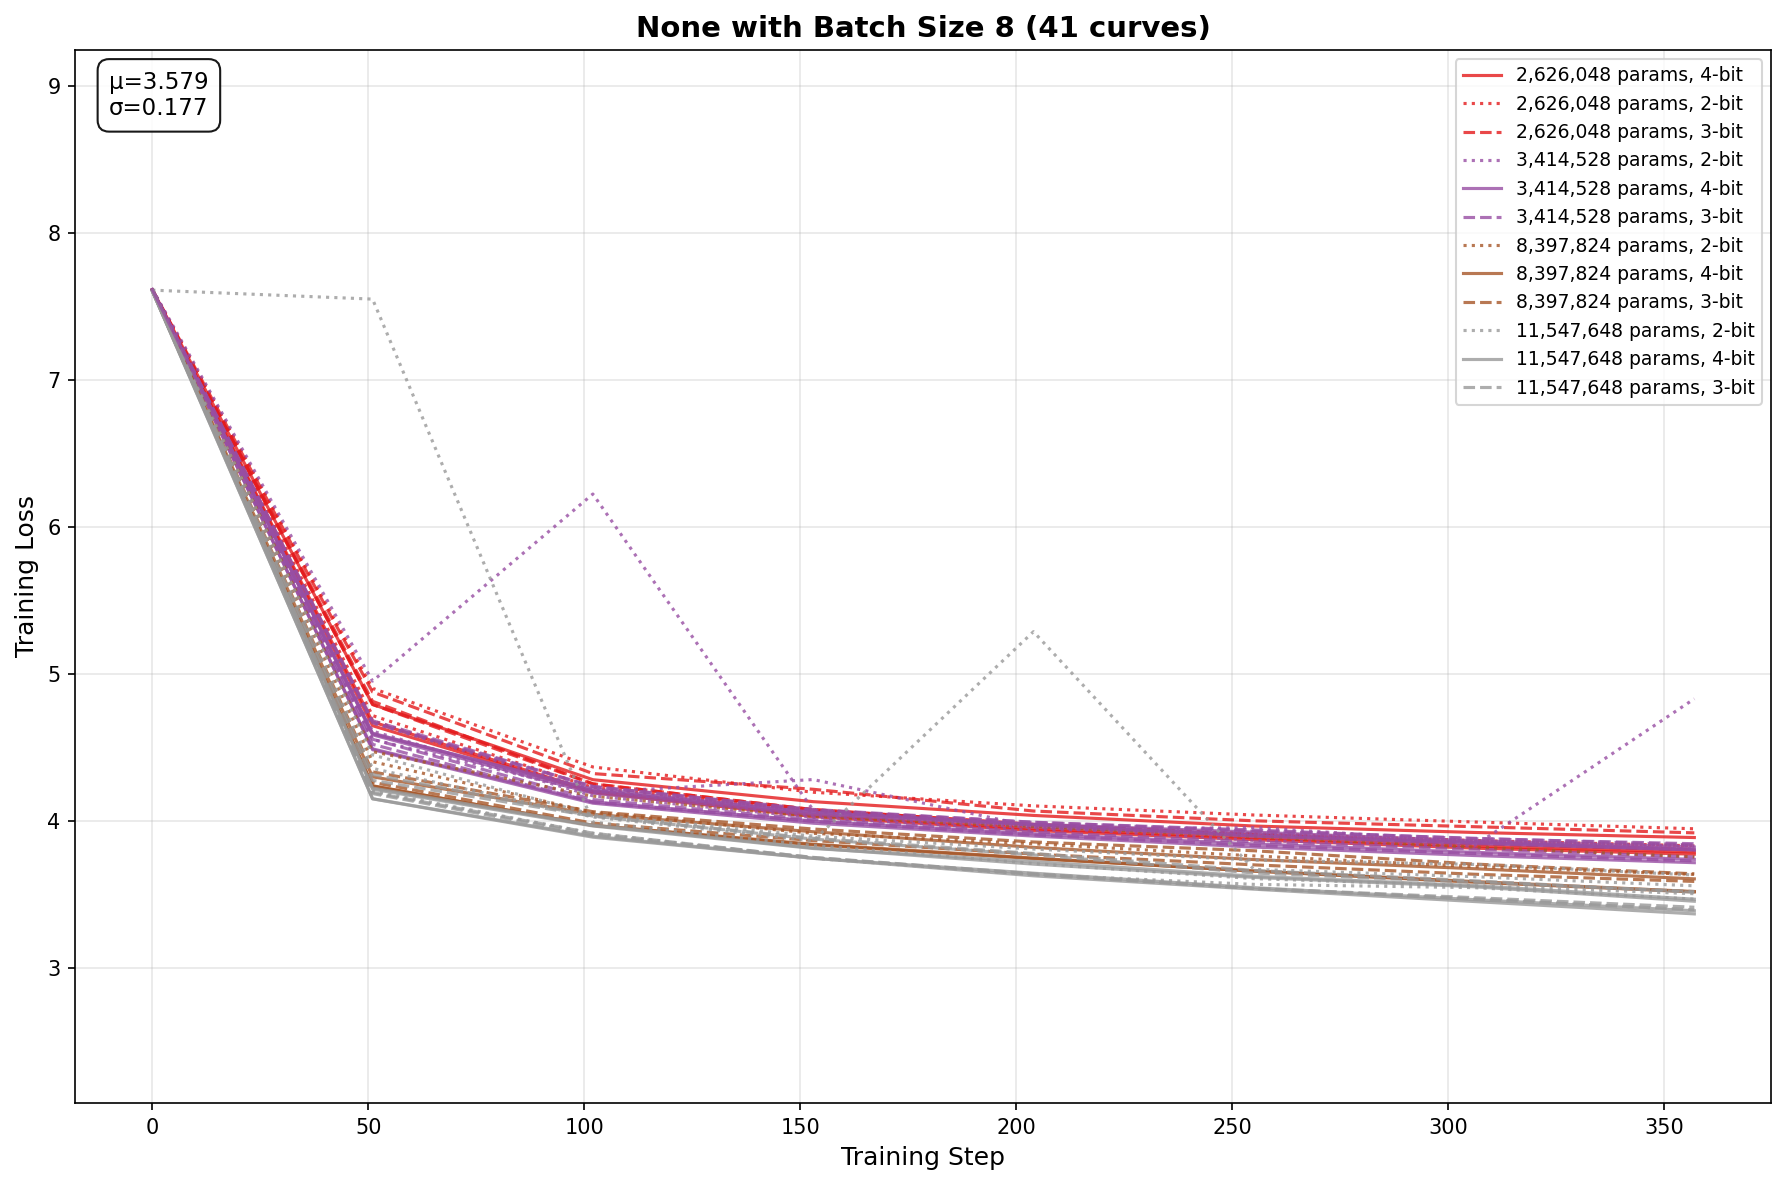 None with Batch Size 8 (41 curves)
μ=3.579
σ=0.177
2,626,048 params, 4-bit
2,626,048 params, 2-bit
2,626,048 params, 3-bit
3,414,528 params, 2-bit
3,414,528 params, 4-bit
3,414,528 params, 3-bit
8,397,824 params, 2-bit
8,397,824 params, 4-bit
8,397,824 params, 3-bit
11,547,648 params, 2-bit
11,547,648 params, 4-bit
11,547,648 params, 3-bit
Training Loss
9
8
7
6
5
4
3
0 50 100 150 200 250 300 350
Training Step